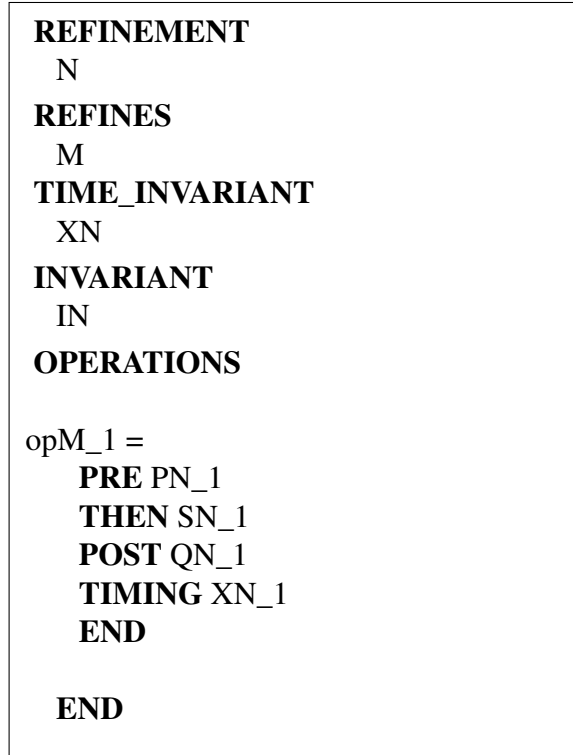 REFINEMENT
N
REFINES
M
TIME_INVARIANT
XN
INVARIANT
IN
OPERATIONS
opM_1 =
PRE PN_1
THEN SN_1
POST QN_1
TIMING XN_1
END
END